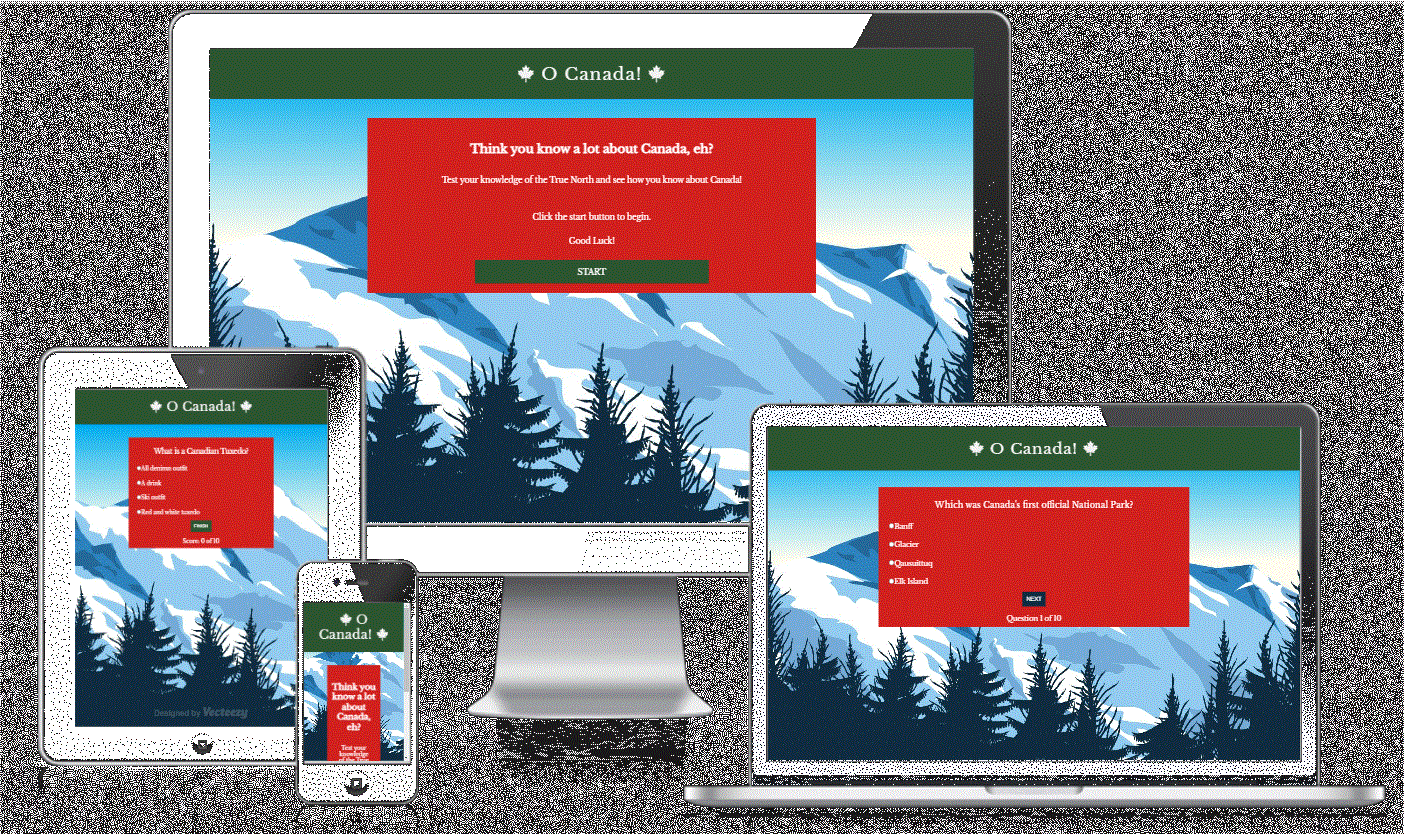 🍁 O Canada! 🍁
Think you know a lot about Canada, eh?
Test your knowledge of the True North and see how you know about Canada!
Click the start button to begin.
Good Luck!
START
🍁 O Canada! 🍁
What is a Canadian Tuxedo?
All denium outfit
A drink
Ski outfit
Red and white tuxedo
FINISH
Score: 0 of 10
Designed by Vecteezy
🍁 O
Canada! 🍁
Think you
know a lot
about
Canada,
eh?
Test your
knowledge
of the True
🍁 O Canada! 🍁
Which was Canada's first official National Park?
Banff
Glacier
Qausuittuq
Elk Island
NEXT
Question 1 of 10